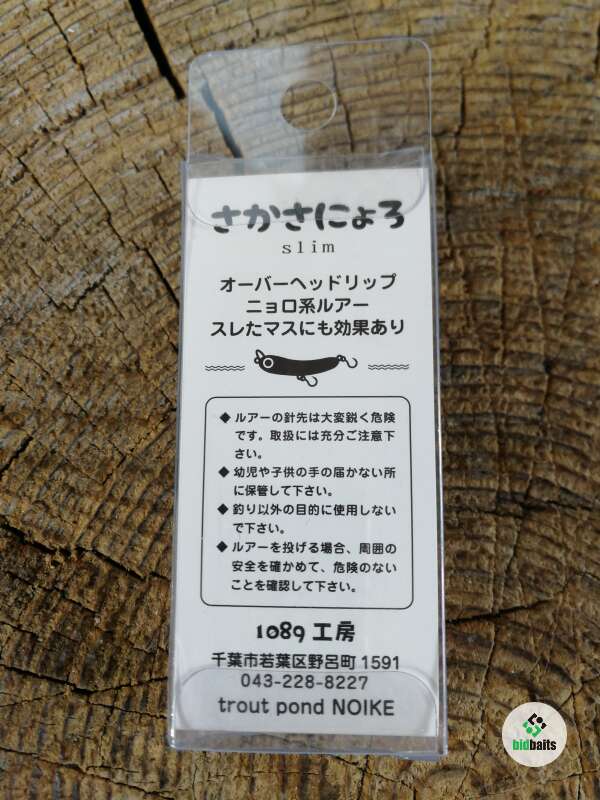 さかさにょろ
slim
オーバーヘッドリップ
ニョロ系ルアー
スレたマスにも効果あり
◆ ルアーの針先は大変鋭く危険
です。取扱には充分ご注意下
さい。
◆ 幼児や子供の手の届かない所
に保管して下さい。
◆ 釣り以外の目的に使用しない
で下さい。
◆ ルアーを投げる場合、周囲の
安全を確かめて、危険のない
ことを確認して下さい。
1089 工房
千葉市若葉区野呂町 1591
043-228-8227
trout pond NOIKE
bidbaits